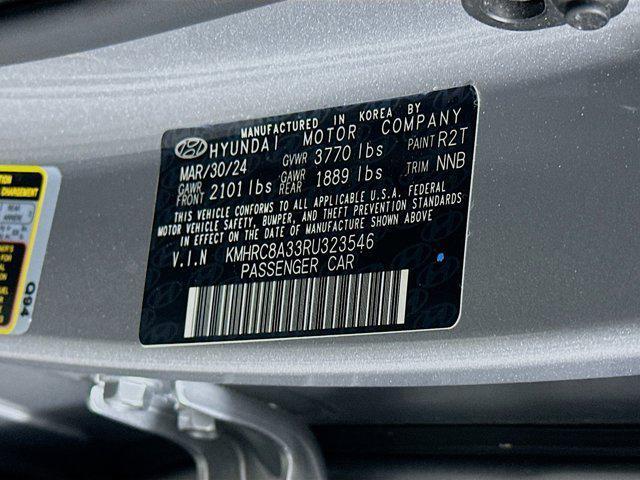 MANUFACTURED IN KOREA BY
HYUNDAI MOTOR COMPANY
MAR/30/24 GVWR 3770 lbs PAINT R2T
GAWR FRONT 2101 lbs GAWR REAR 1889 lbs TRIM NNB
THIS VEHICLE CONFORMS TO ALL APPLICABLE U.S.A. FEDERAL
MOTOR VEHICLE SAFETY, BUMPER, AND THEFT PREVENTION STANDARDS
IN EFFECT ON THE DATE OF MANUFACTURE SHOWN ABOVE
V.I.N KMHRC8A33RU323546
PASSENGER CAR
Q94